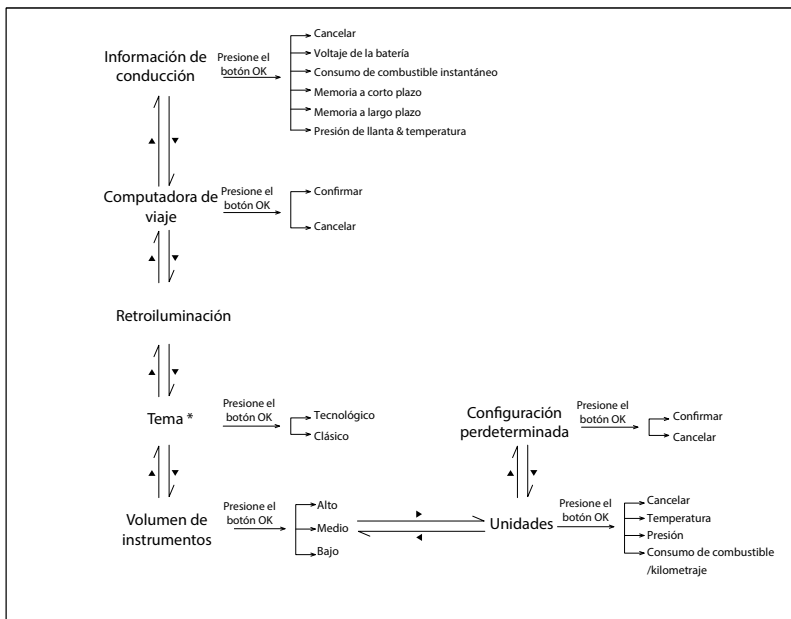 Información de
conducción
Presione el
botón OK
Cancelar
Voltaje de la batería
Consumo de combustible instantáneo
Memoria a corto plazo
Memoria a largo plazo
Presión de llanta & temperatura
Computadora de
viaje
Presione el
botón OK
Confirmar
Cancelar
Retroiluminación
Tema *
Presione el
botón OK
Tecnológico
Clásico
Configuración
perdeterminada
Presione el
botón OK
Confirmar
Cancelar
Volumen de
instrumentos
Presione el
botón OK
Alto
Medio
Bajo
Unidades
Presione el
botón OK
Cancelar
Temperatura
Presión
Consumo de combustible
/kilometraje